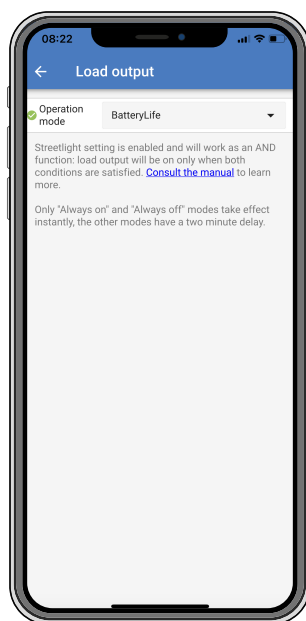 08:22
Load output
Operation
mode
BatteryLife
Streetlight setting is enabled and will work as an AND
function: load output will be on only when both
conditions are satisfied. Consult the manual to learn
more.
Only "Always on" and "Always off" modes take effect
instantly, the other modes have a two minute delay.